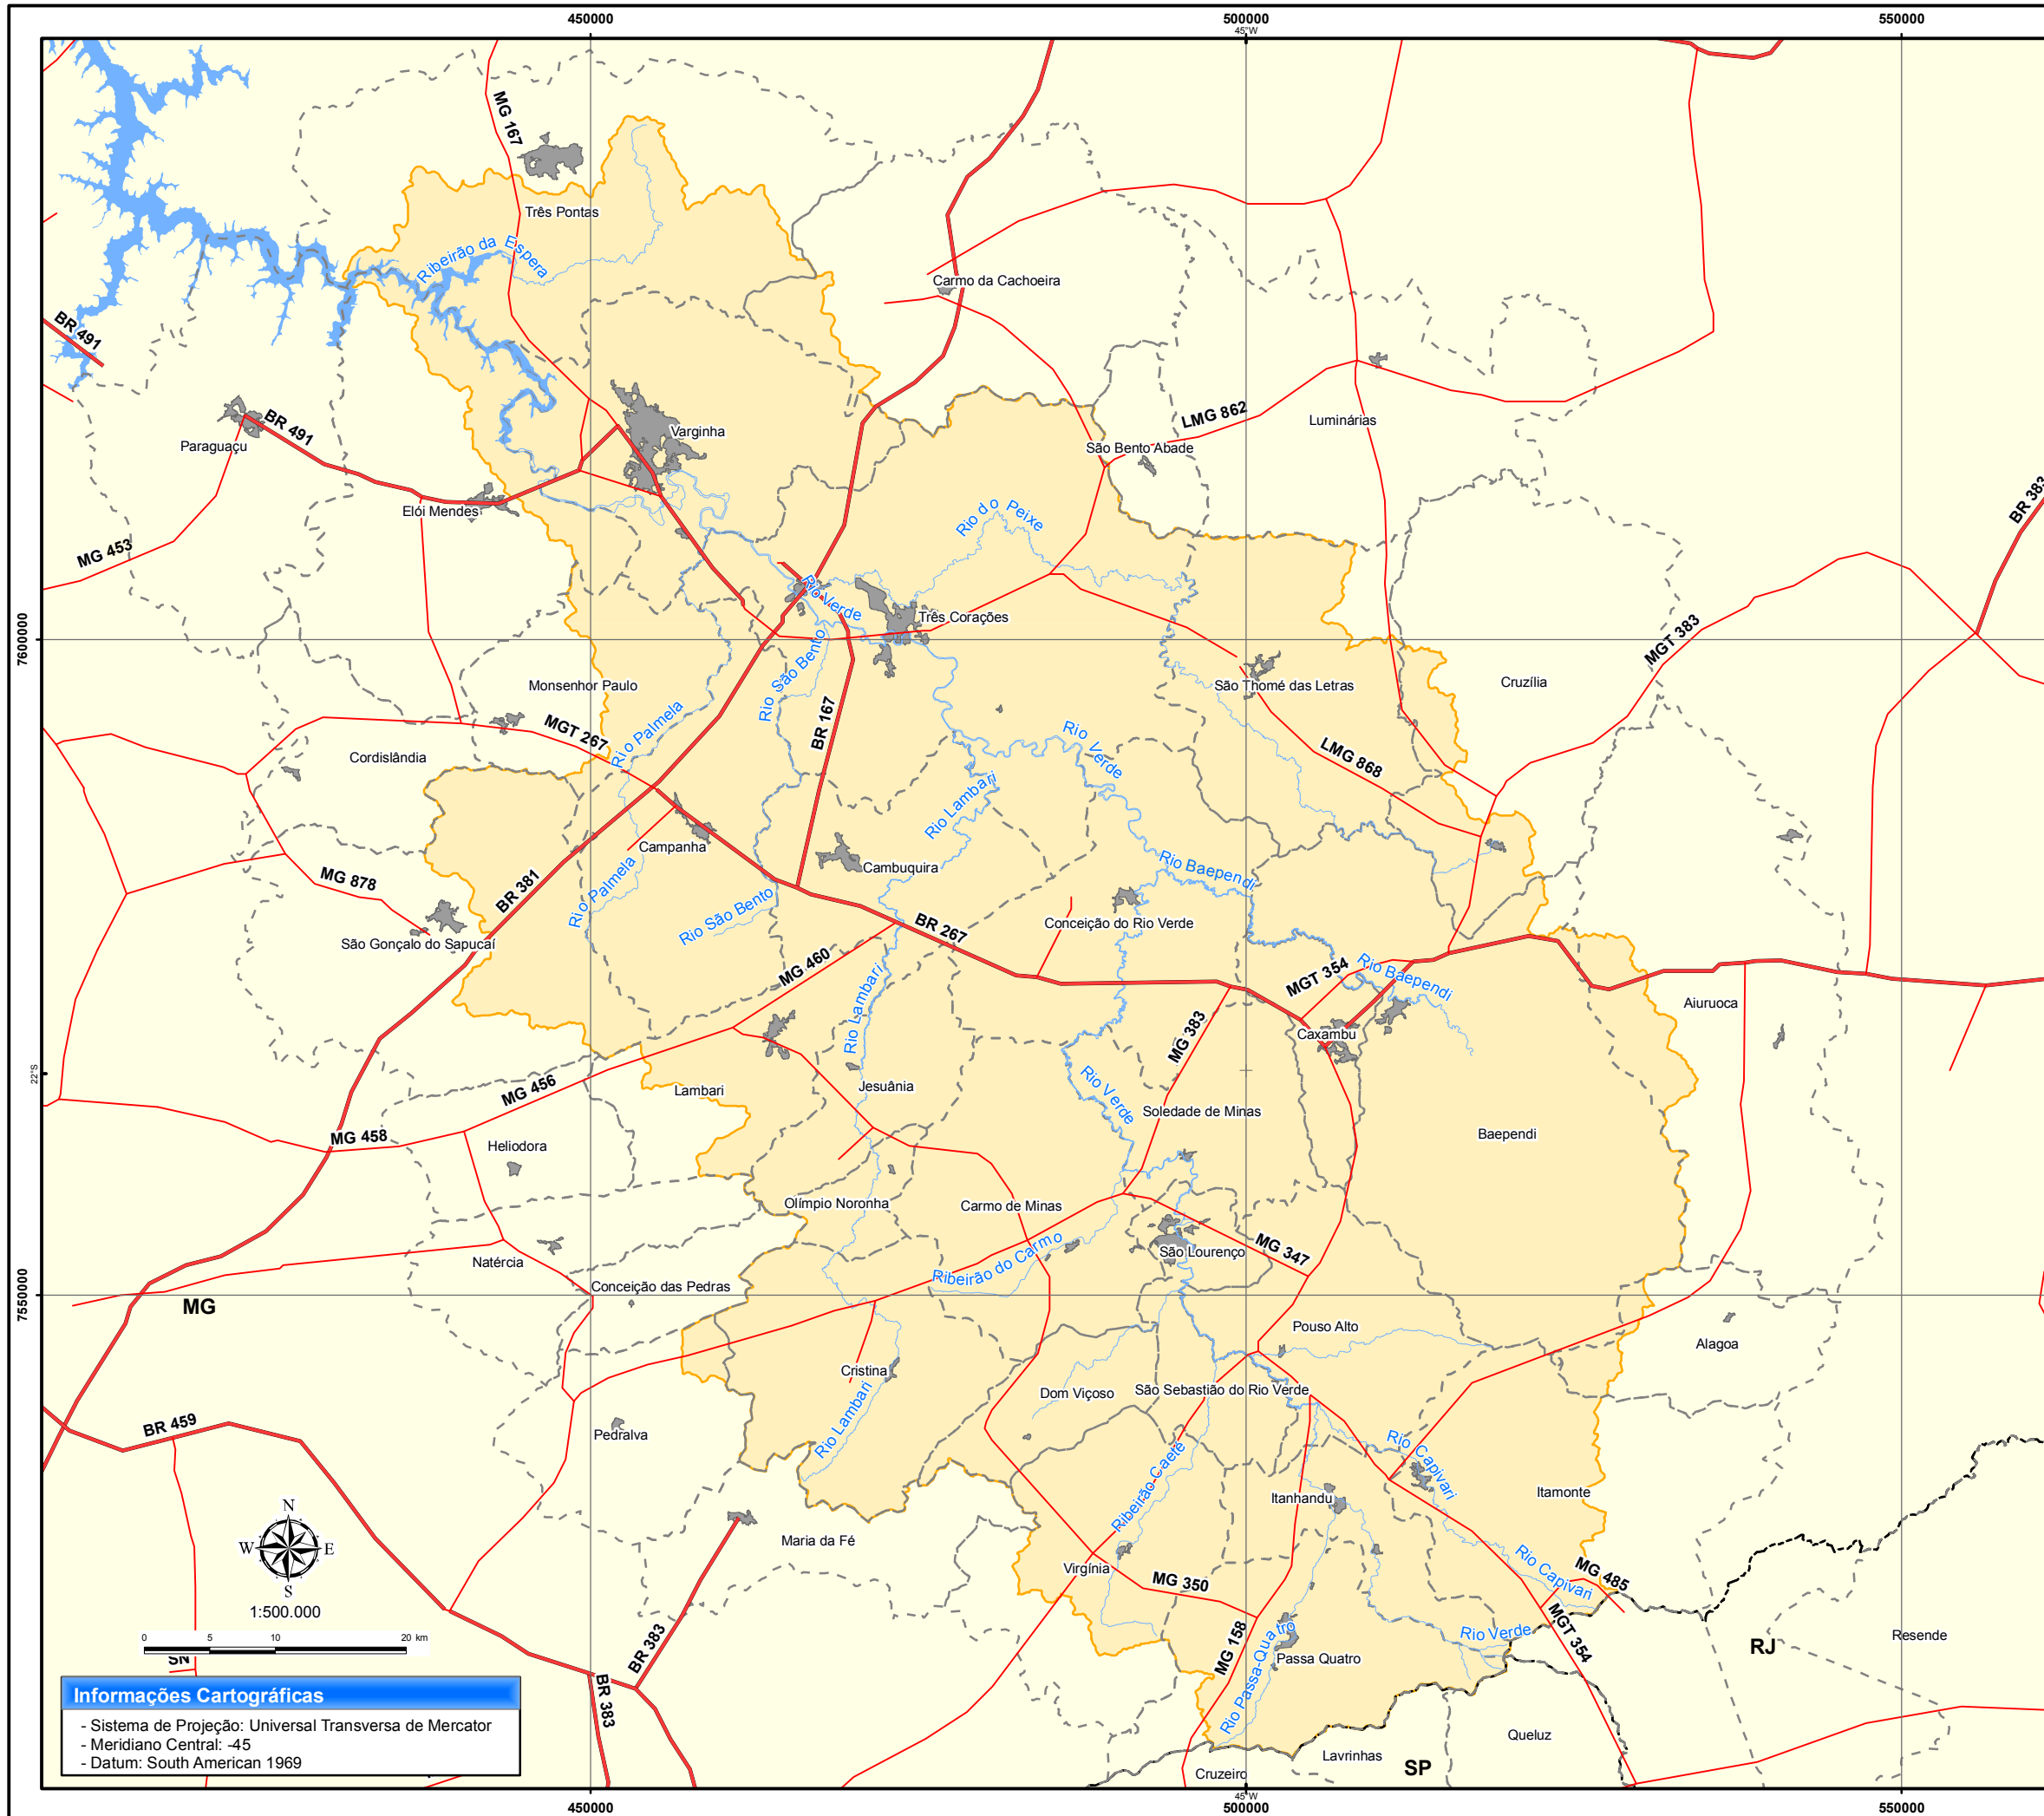 450000
500000
550000
45°W
MG 167
Três Pontas
Ribeirão da Espera
Carmo da Cachoeira
BR 491
BR 491
Paraguaçu
Varginha
LMG 862
Luminárias
São Bento Abade
Elói Mendes
Rio do Peixe
BR 383
MG 453
Rio Verde
Três Corações
7600000
MGT 383
Rio São Bento
Monsenhor Paulo
São Thomé das Letras
Cruzília
MGT 267
Rio Palmela
BR 167
Rio Verde
Cordislândia
LMG 868
Rio Lambari
Campanha
Cambuquira
Rio Baependi
MG 878
BR 381
Rio Palmela
Rio São Bento
Conceição do Rio Verde
BR 267
São Gonçalo do Sapucaí
MG 460
MGT 354
Rio Baependi
Rio Lambari
Aiuruoca
MG 383
Caxambu
22°S
MG 456
Lambari
Jesuânia
Rio Verde
Soledade de Minas
Baependi
MG 458
Heliodora
Olímpio Noronha
Carmo de Minas
São Lourenço
MG 347
Ribeirão do Carmo
Natércia
Conceição das Pedras
7550000
MG
Pouso Alto
Alagoa
Cristina
Dom Viçoso
São Sebastião do Rio Verde
Rio Lambari
BR 459
Pedralva
Rio Capivari
Ribeirão Caeté
Itanhandu
Itamonte
N
W E
S
Maria da Fé
Virgínia
MG 350
Rio Capivari
MG 485
1:500.000
0 5 10 20 km
SN
BR 383
MG 158
Rio Passa-Quatro
Passa Quatro
Rio Verde
MGT 354
RJ
Resende
BR 383
Informações Cartográficas
- Sistema de Projeção: Universal Transversa de Mercator
- Meridiano Central: -45
- Datum: South American 1969
Queluz
Lavrinhas
SP
Cruzeiro
45°W
450000
500000
550000